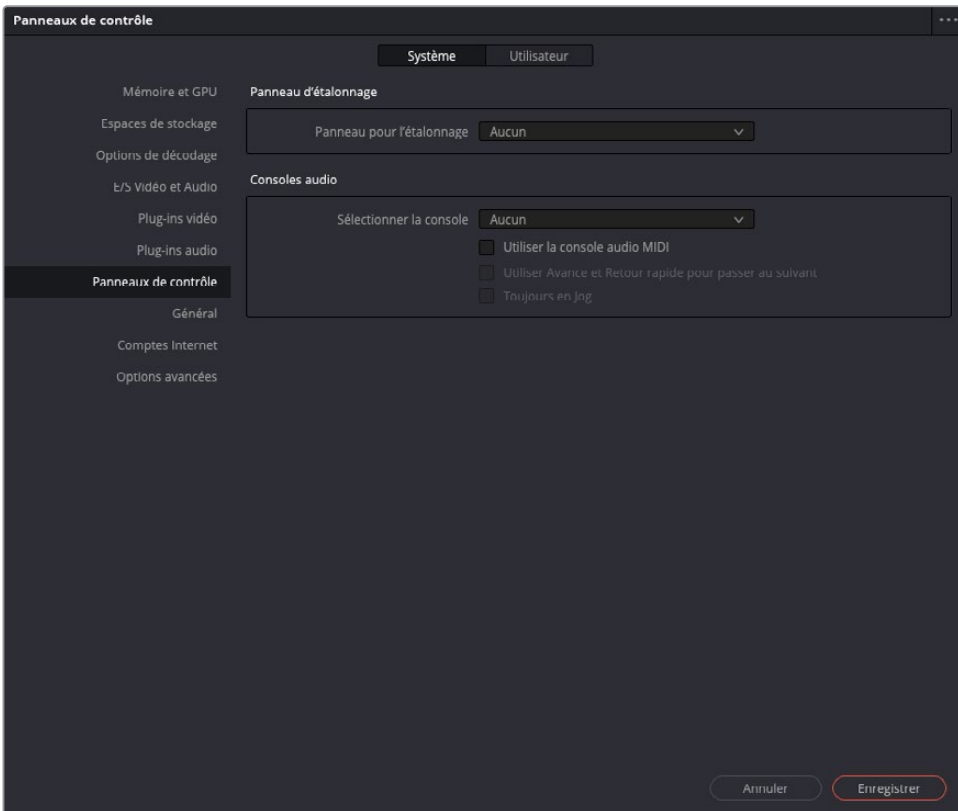 Panneaux de contrôle
Système Utilisateur
Mémoire et GPU
Espaces de stockage
Options de décodage
E/S Vidéo et Audio
Plug-ins vidéo
Plug-ins audio
Panneaux de contrôle
Général
Comptes Internet
Options avancées
Panneau d’étalonnage
Panneau pour l’étalonnage Aucun
Consoles audio
Sélectionner la console Aucun
Utiliser la console audio MIDI
Utiliser Avance et Retour rapide pour passer au suivant
Toujours en Jog
Annuler Enregistrer